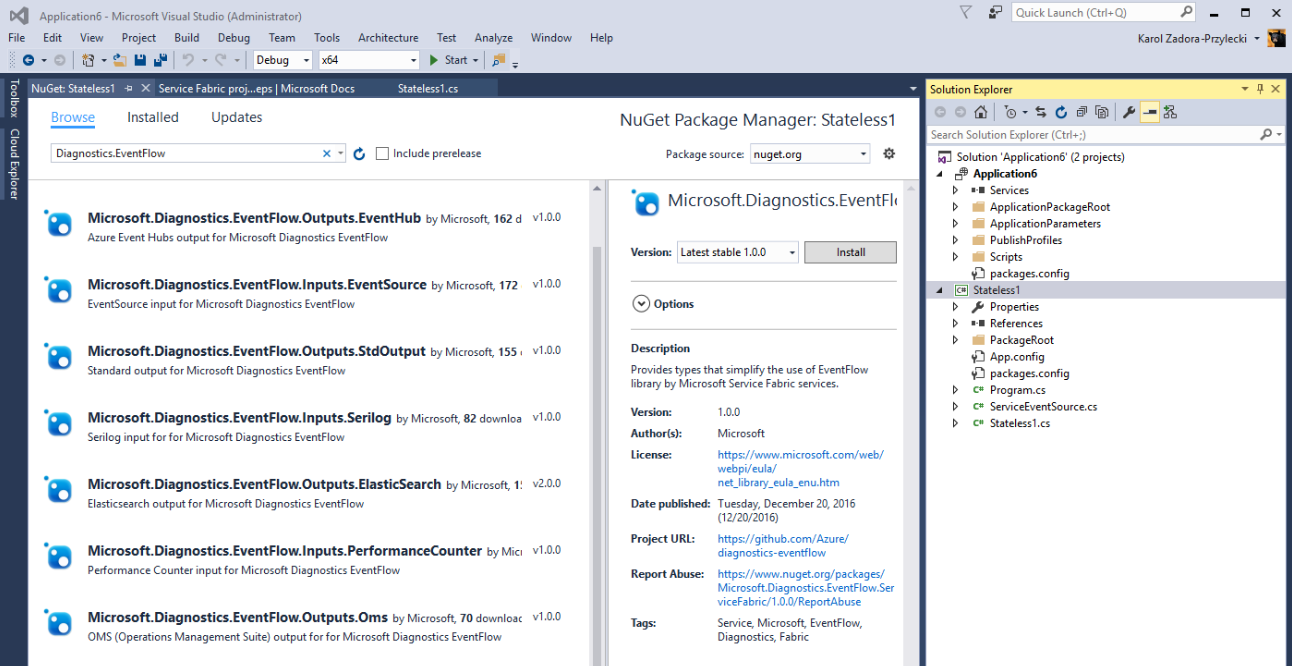 Application6 - Microsoft Visual Studio (Administrator)
Quick Launch (Ctrl+Q)
File Edit View Project Build Debug Team Tools Architecture Test Analyze Window Help
Karol Zadora-Przylecki
Debug x64 Start
Toolbox
Cloud Explorer
NuGet: Stateless1
Service Fabric proj...eps | Microsoft Docs
Stateless1.cs
Browse Installed Updates
NuGet Package Manager: Stateless1
Diagnostics.EventFlow
Include prerelease
Package source: nuget.org
Microsoft.Diagnostics.EventFlow.Outputs.EventHub by Microsoft, 162 d v1.0.0
Azure Event Hubs output for Microsoft Diagnostics EventFlow
Microsoft.Diagnostics.EventFlow.Inputs.EventSource by Microsoft, 172 v1.0.0
EventSource input for Microsoft Diagnostics EventFlow
Microsoft.Diagnostics.EventFlow.Outputs.StdOutput by Microsoft, 155 v1.0.0
Standard output for Microsoft Diagnostics EventFlow
Microsoft.Diagnostics.EventFlow.Inputs.Serilog by Microsoft, 82 downloa v1.0.0
Serilog input for for Microsoft Diagnostics EventFlow
Microsoft.Diagnostics.EventFlow.Outputs.ElasticSearch by Microsoft, v2.0.0
Elasticsearch output for Microsoft Diagnostics EventFlow
Microsoft.Diagnostics.EventFlow.Inputs.PerformanceCounter by Micr v1.0.0
Performance Counter input for Microsoft Diagnostics EventFlow
Microsoft.Diagnostics.EventFlow.Outputs.Oms by Microsoft, 70 downloac v1.0.0
OMS (Operations Management Suite) output for for Microsoft Diagnostics EventFlow
Microsoft.Diagnostics.EventFl
Version: Latest stable 1.0.0 Install
Options
Description
Provides types that simplify the use of EventFlow
library by Microsoft Service Fabric services.
Version: 1.0.0
Author(s): Microsoft
License: https://www.microsoft.com/web/
webpi/eula/
net_library_eula_enu.htm
Date published: Tuesday, December 20, 2016
(12/20/2016)
Project URL: https://github.com/Azure/
diagnostics-eventflow
Report Abuse: https://www.nuget.org/packages/
Microsoft.Diagnostics.EventFlow.Ser
viceFabric/1.0.0/ReportAbuse
Tags: Service, Microsoft, EventFlow,
Diagnostics, Fabric
Solution Explorer
Search Solution Explorer (Ctrl+;)
Solution 'Application6' (2 projects)
Application6
Services
ApplicationPackageRoot
ApplicationParameters
PublishProfiles
Scripts
packages.config
C# Stateless1
Properties
References
PackageRoot
App.config
packages.config
C# Program.cs
C# ServiceEventSource.cs
C# Stateless1.cs